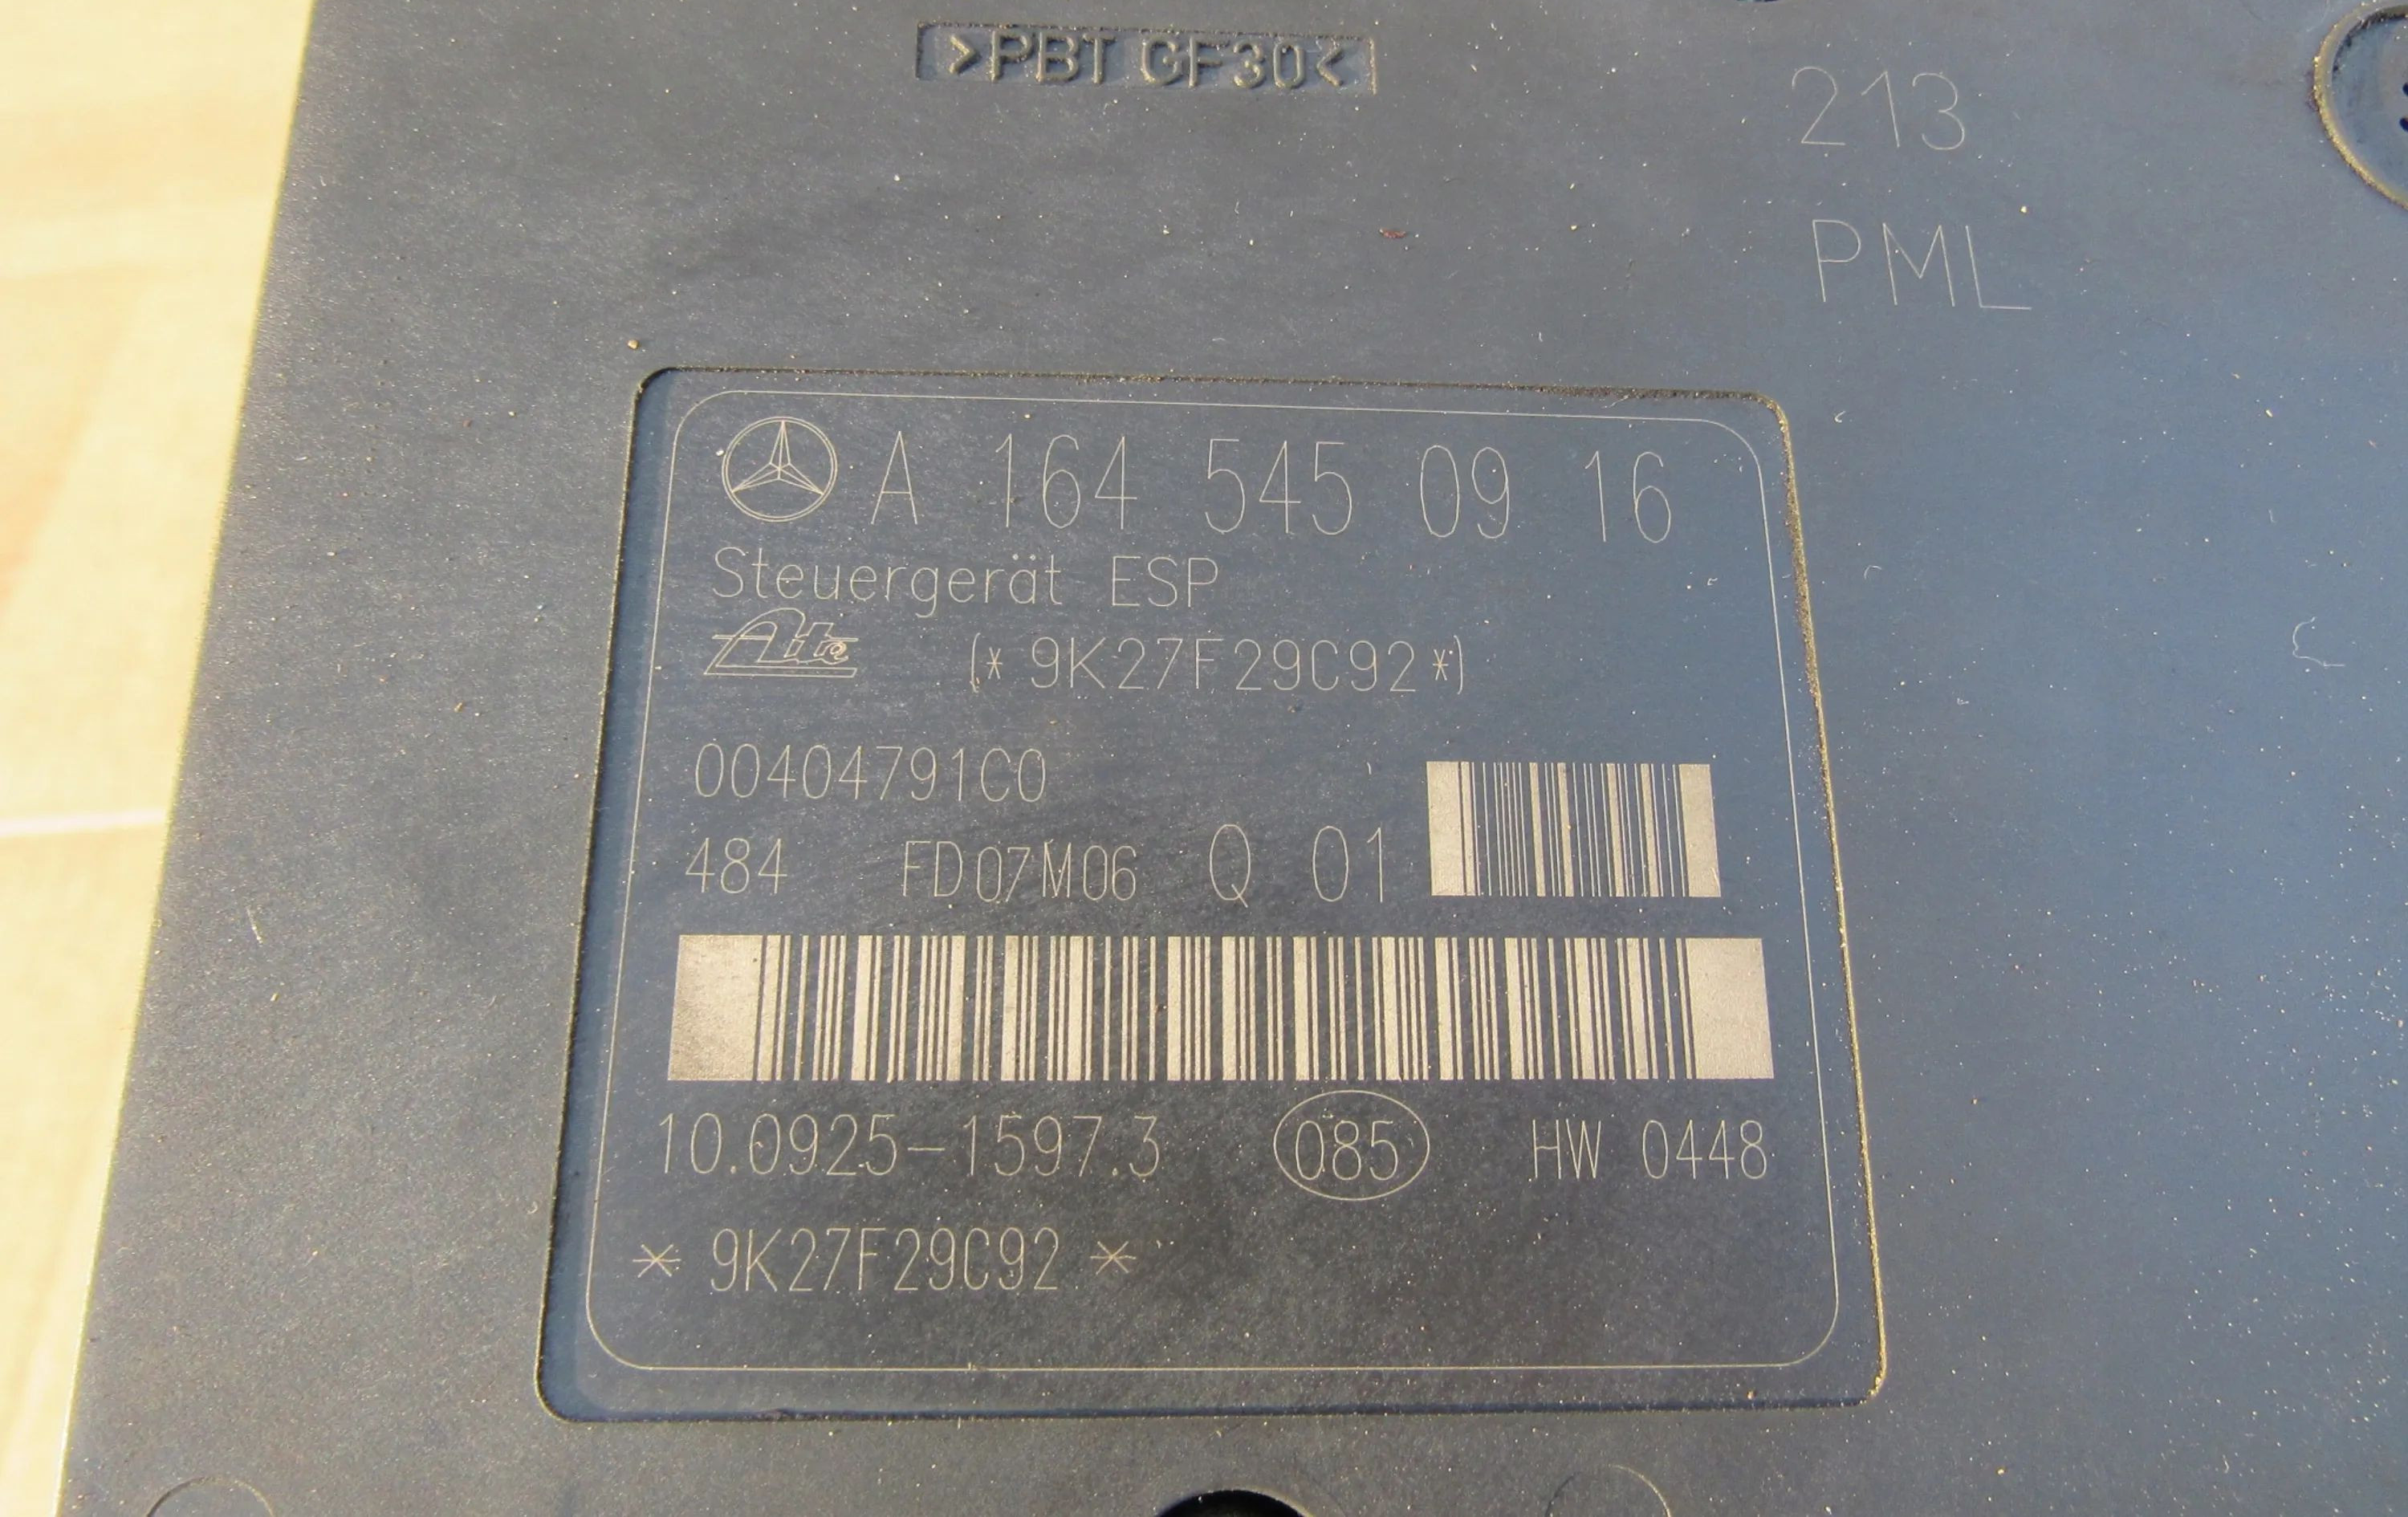 >PBT GF30<
213
PML
A 164 545 09 16
Steuergerät ESP
Ate (*9K27F29C92*)
00404791C0
484 FD07M06 Q 01
10.0925-1597.3 085 HW 0448
* 9K27F29C92 *